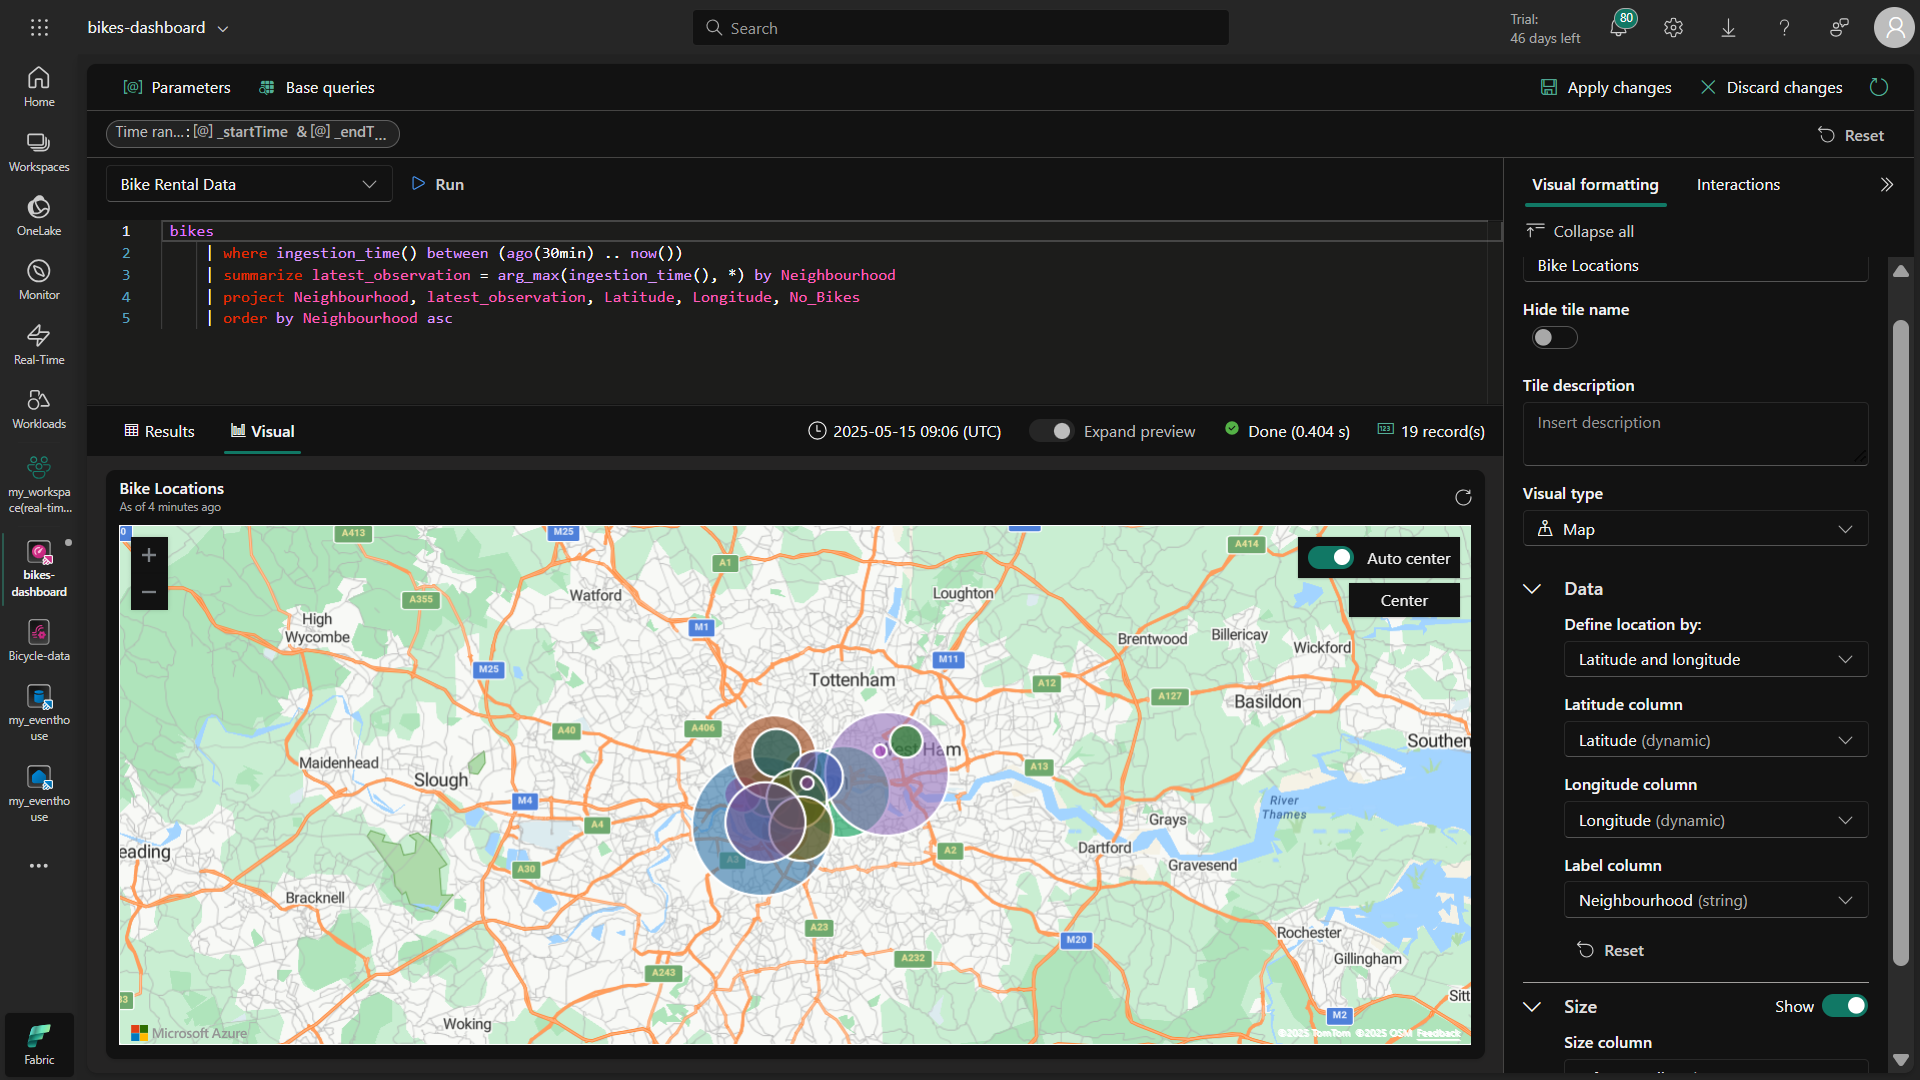 bikes-dashboard
Search
Trial:
46 days left
80
Home
Workspaces
OneLake
Monitor
Real-Time
Workloads
my_workspa
ce(real-tim...
bikes-
dashboard
Bicycle-data
my_eventho
use
my_eventho
use
Fabric
Parameters
Base queries
Apply changes
Discard changes
Time ran...: [@] _startTime & [@] _endT...
Reset
Bike Rental Data
Run
1 bikes
2 | where ingestion_time() between (ago(30min) .. now())
3 | summarize latest_observation = arg_max(ingestion_time(), *) by Neighbourhood
4 | project Neighbourhood, latest_observation, Latitude, Longitude, No_Bikes
5 | order by Neighbourhood asc
Results
Visual
2025-05-15 09:06 (UTC)
Expand preview
Done (0.404 s)
19 record(s)
Bike Locations
As of 4 minutes ago
+
−
Auto center
Center
A413
M25
A1
A414
A355
Watford
Loughton
High
Wycombe
M1
Brentwood
Billericay
Wickford
M25
M11
Tottenham
A12
A127
Basildon
A40
A406
est Ham
Southen
Maidenhead
Slough
A13
M4
A4
River
Thames
Grays
eading
A3
A2
Dartford
Gravesend
A30
Bracknell
A23
Rochester
M20
A232
Gillingham
A243
Sitt
Woking
M2
Microsoft Azure
©2025 TomTom ©2025 OSM Feedback
Visual formatting
Interactions
Collapse all
Bike Locations
Hide tile name
Tile description
Insert description
Visual type
Map
Data
Define location by:
Latitude and longitude
Latitude column
Latitude (dynamic)
Longitude column
Longitude (dynamic)
Label column
Neighbourhood (string)
Reset
Size
Show
Size column